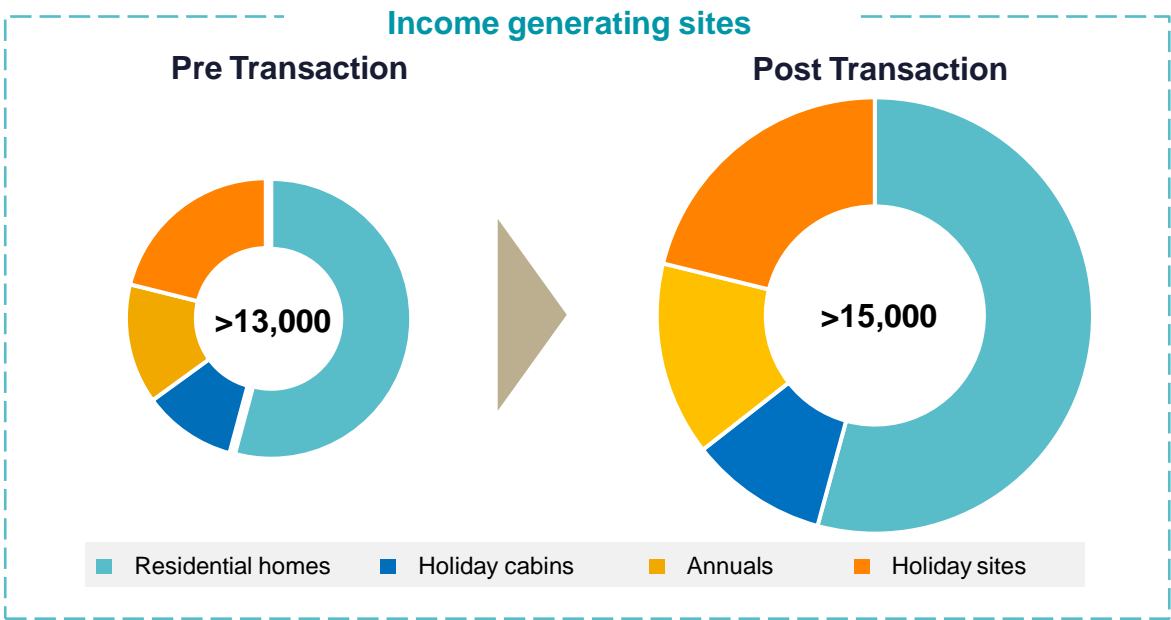 Income generating sites
Pre Transaction
Post Transaction
>13,000
>15,000
Residential homes
Holiday cabins
Annuals
Holiday sites